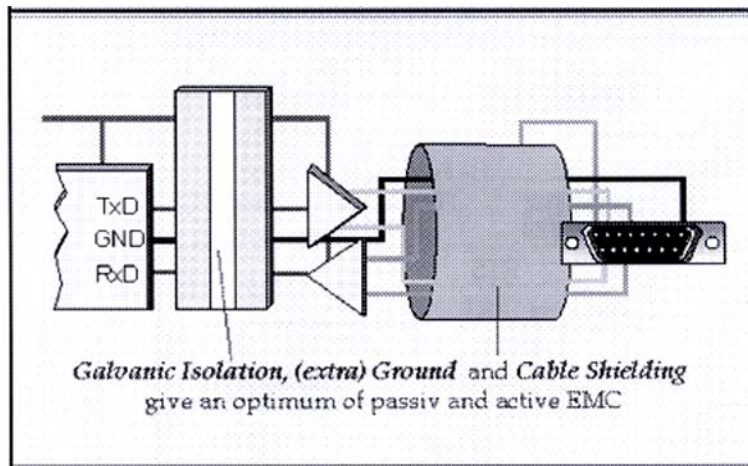 TxD
GND
RxD
Galvanic Isolation, (extra) Ground and Cable Shielding
give an optimum of passiv and active EMC